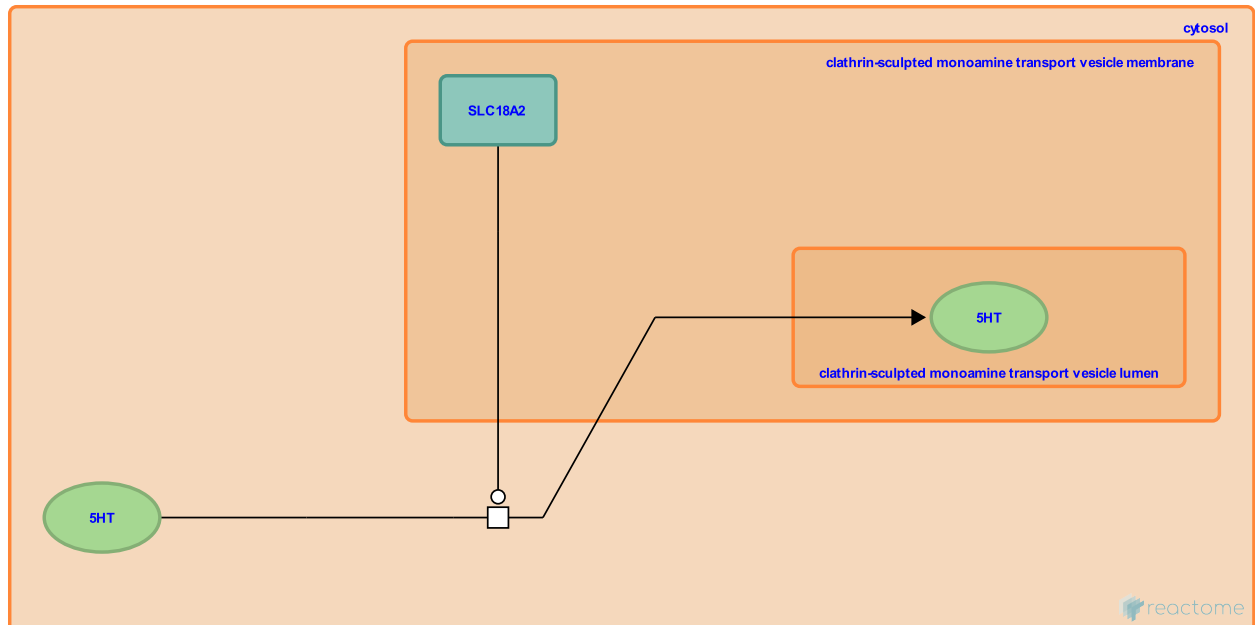 cytosol
clathrin-sculpted monoamine transport vesicle membrane
SLC18A2
5HT
clathrin-sculpted monoamine transport vesicle lumen
5HT
reactome